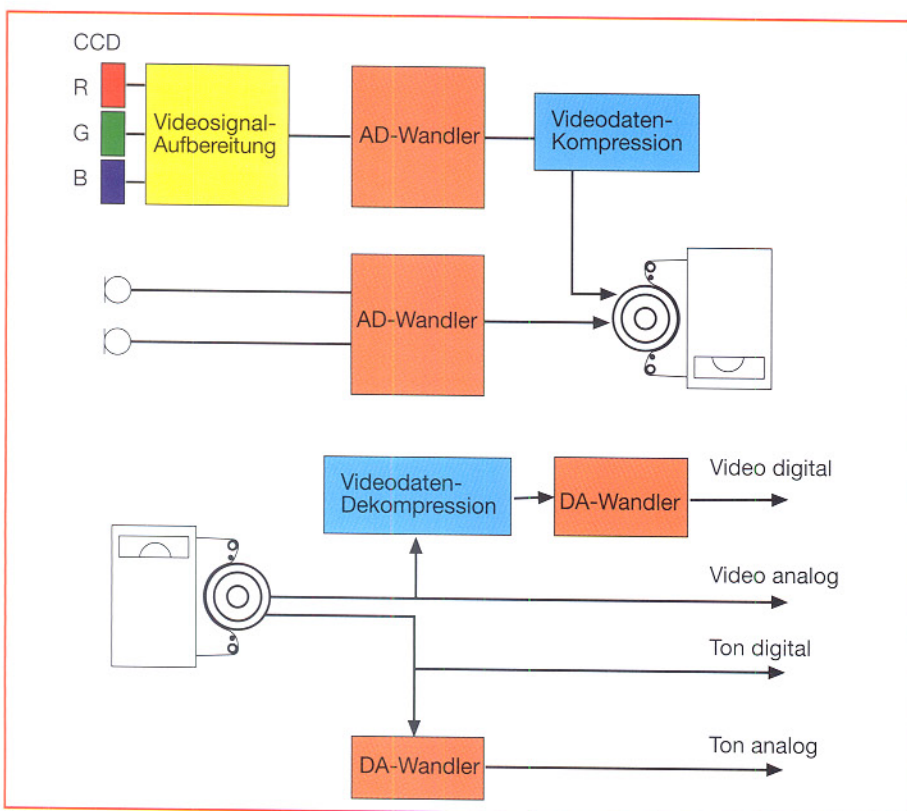 CCD
R
G
B
Videosignal-
Aufbereitung
AD-Wandler
Videodaten-
Kompression
AD-Wandler
Videodaten-
Dekompression
DA-Wandler
Video digital
Video analog
Ton digital
DA-Wandler
Ton analog